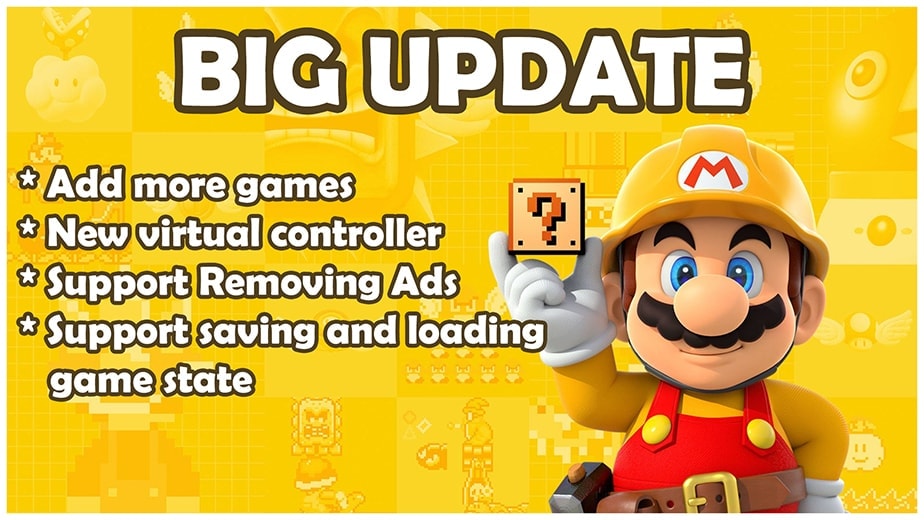 BIG UPDATE
* Add more games
* New virtual controller
* Support Removing Ads
* Support saving and loading
game state
M
?